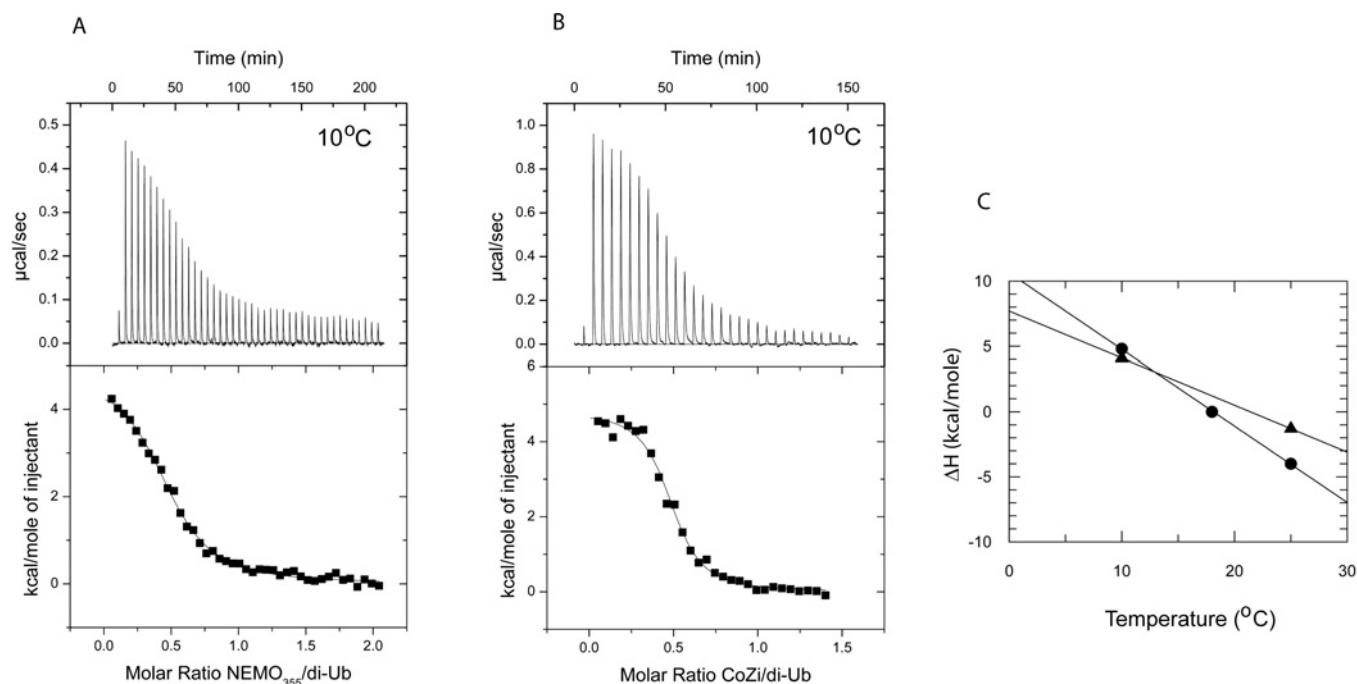 A
Time (min)
0 50 100 150 200
0.5
0.4
0.3
0.2
0.1
0.0
µcal/sec
10°C
4
2
0
kcal/mole of injectant
0.0 0.5 1.0 1.5 2.0
Molar Ratio NEMO355/di-Ub
B
Time (min)
0 50 100 150
1.0
0.8
0.6
0.4
0.2
0.0
µcal/sec
10°C
6
4
2
0
kcal/mole of injectant
0.0 0.5 1.0 1.5
Molar Ratio CoZi/di-Ub
C
10
5
0
-5
-10
ΔH (kcal/mole)
0 10 20 30
Temperature (°C)